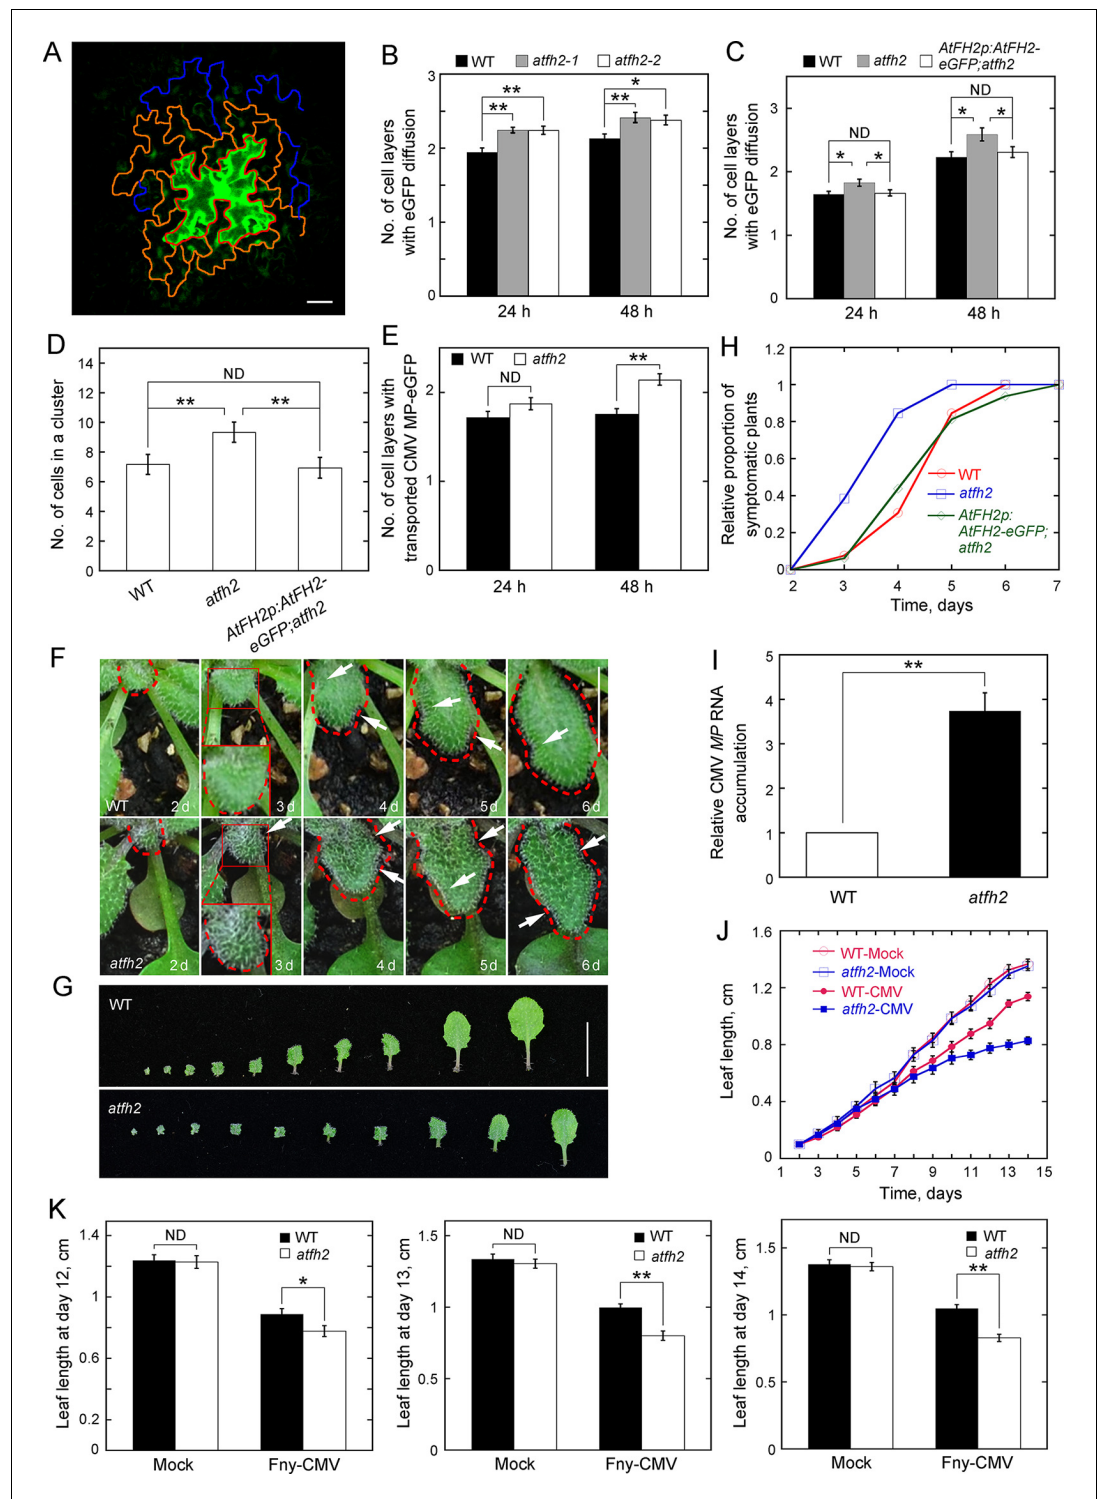 A
B
WT atfh2-1 atfh2-2
No. of cell layers
with eGFP diffusion
3
2
1
0
**
**
**
*
24 h 48 h
C
WT atfh2 AtFH2p:AtFH2-
eGFP;atfh2
No. of cell layers
with eGFP diffusion
3
2
1
0
ND
* *
ND
* *
24 h 48 h
D
No. of cells in a cluster
14
12
10
8
6
4
2
0
ND
** **
WT
atfh2
AtFH2p:AtFH2-
eGFP;atfh2
E
WT atfh2
No. of cell layers with
transported CMV MP-eGFP
2
1
0
ND
**
24 h 48 h
H
Relative proportion of
symptomatic plants
1.2
1
0.8
0.6
0.4
0.2
0
WT
atfh2
AtFH2p:
AtFH2-eGFP;
atfh2
2 3 4 5 6 7
Time, days
F
WT 2 d 3 d 4 d 5 d 6 d
atfh2 2 d 3 d 4 d 5 d 6 d
I
Relative CMV MP RNA
accumulation
5
4
3
2
1
0
**
WT atfh2
G
WT
atfh2
J
Leaf length, cm
1.6
1.2
0.8
0.4
0
WT-Mock
atfh2-Mock
WT-CMV
atfh2-CMV
1 3 5 7 9 11 13 15
Time, days
K
Leaf length at day 12, cm
1.4
1
0.6
0.2
0
WT
atfh2
ND
*
Mock Fny-CMV
Leaf length at day 13, cm
1.5
1
0.5
0
WT
atfh2
ND
**
Mock Fny-CMV
Leaf length at day 14, cm
1.5
1
0.5
0
WT
atfh2
ND
**
Mock Fny-CMV